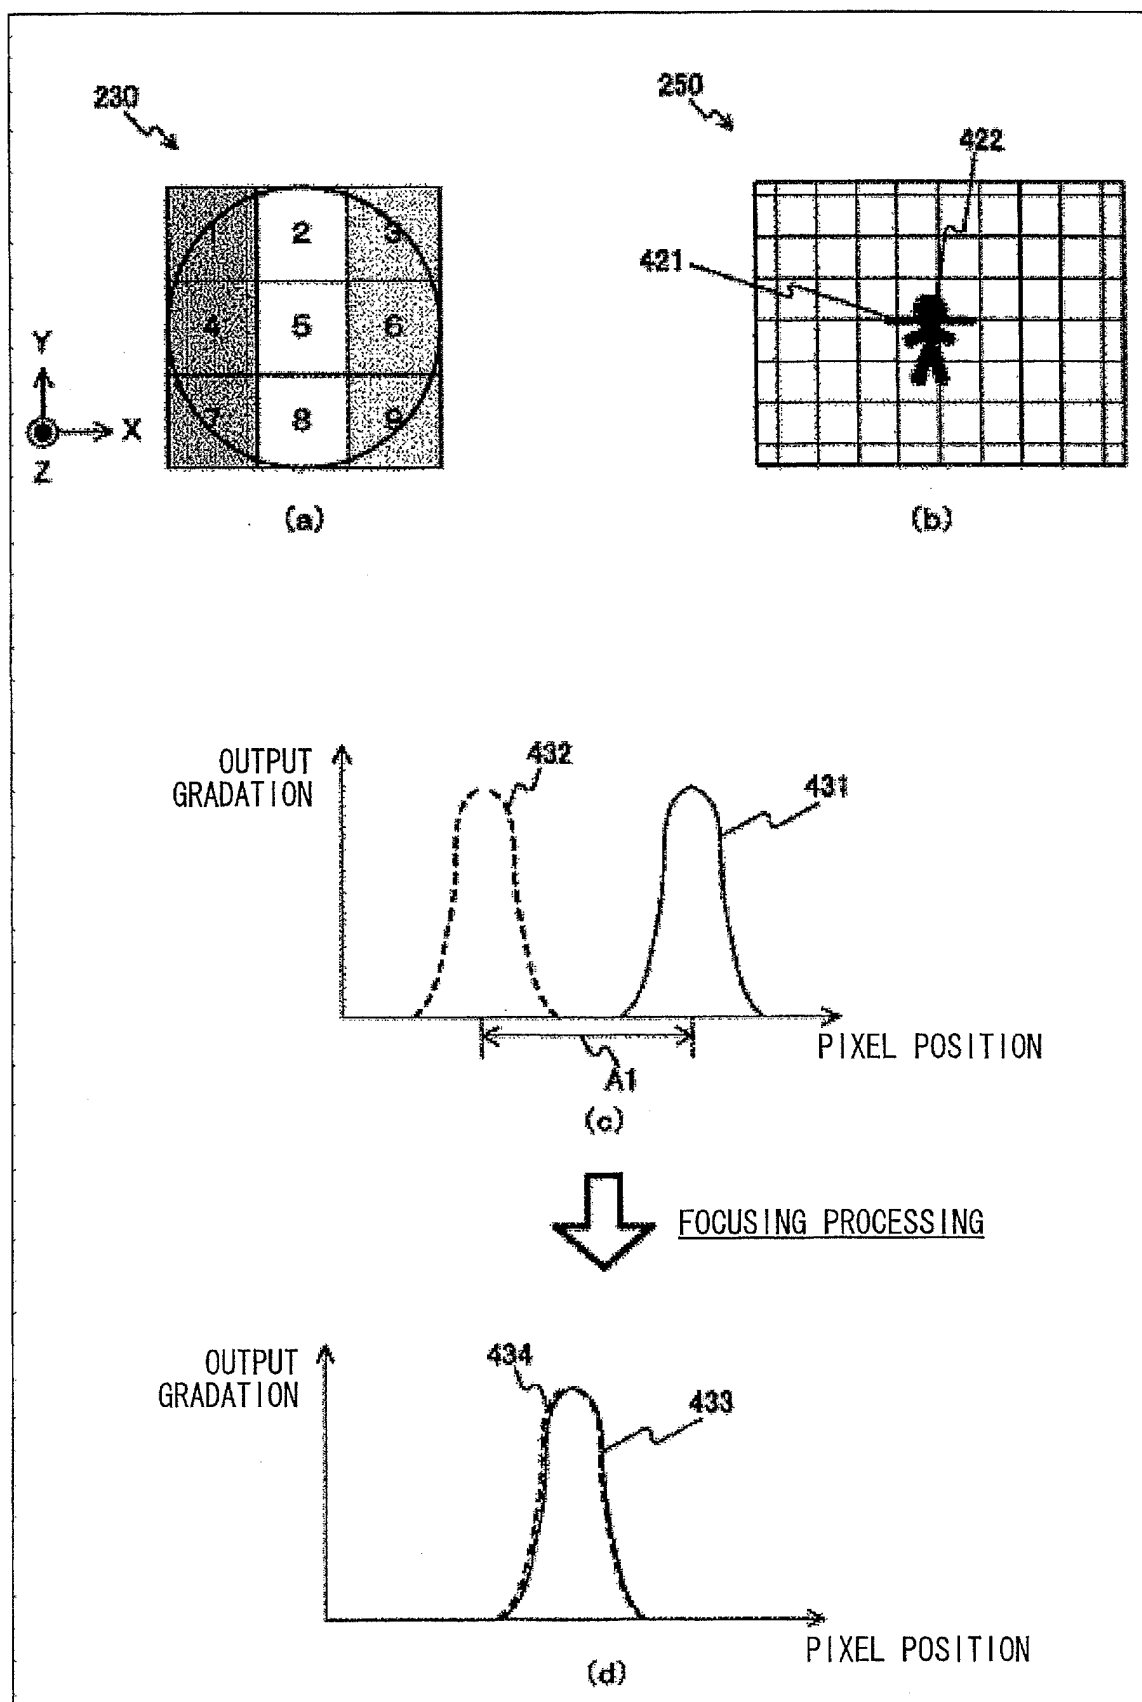 230
250
422
1 2 3
421
4 5 6
Y
X
7 8 9
Z
(a)
(b)
OUTPUT
GRADATION
432
431
PIXEL POSITION
A1
(c)
FOCUSING PROCESSING
OUTPUT
GRADATION
434
433
PIXEL POSITION
(d)